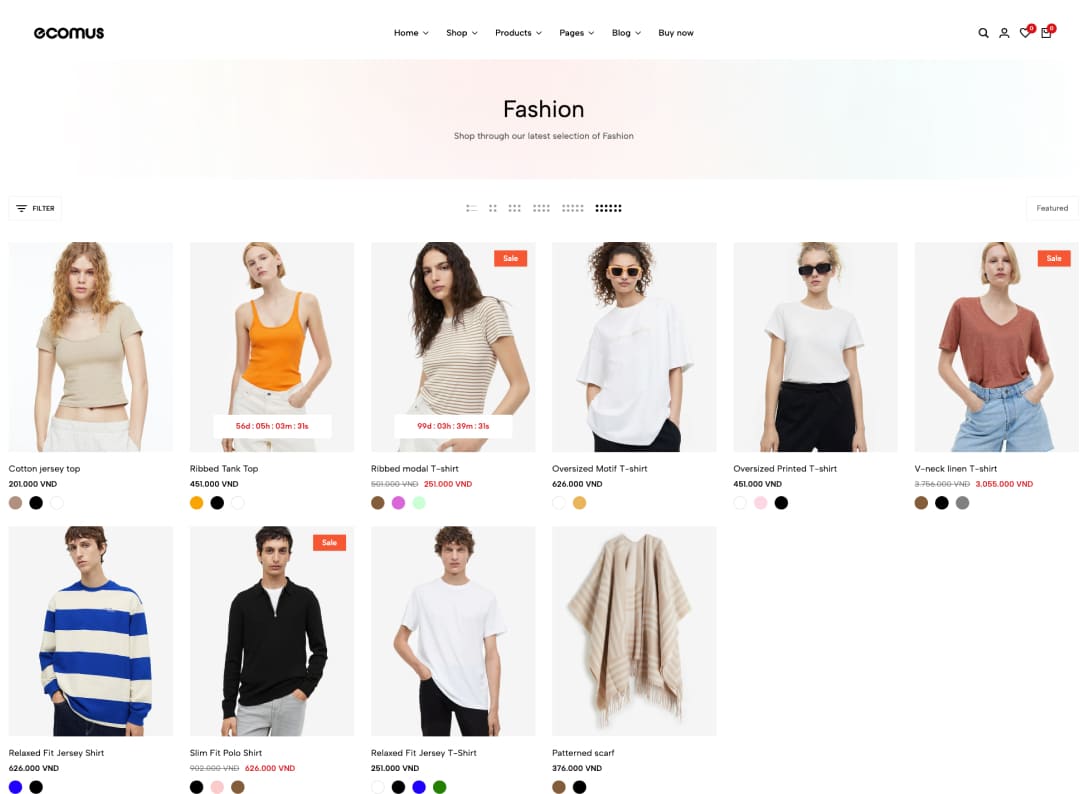 ecomus
Home Shop Products Pages Blog Buy now
0 0
Fashion
Shop through our latest selection of Fashion
FILTER
Featured
Sale
Sale
56d : 05h : 03m : 31s
99d : 03h : 39m : 31s
Cotton jersey top
201.000 VND
Ribbed Tank Top
451.000 VND
Ribbed modal T-shirt
501.000 VND 251.000 VND
Oversized Motif T-shirt
626.000 VND
Oversized Printed T-shirt
451.000 VND
V-neck linen T-shirt
3.756.000 VND 3.055.000 VND
Sale
Relaxed Fit Jersey Shirt
626.000 VND
Slim Fit Polo Shirt
902.000 VND 626.000 VND
Relaxed Fit Jersey T-Shirt
251.000 VND
Patterned scarf
376.000 VND